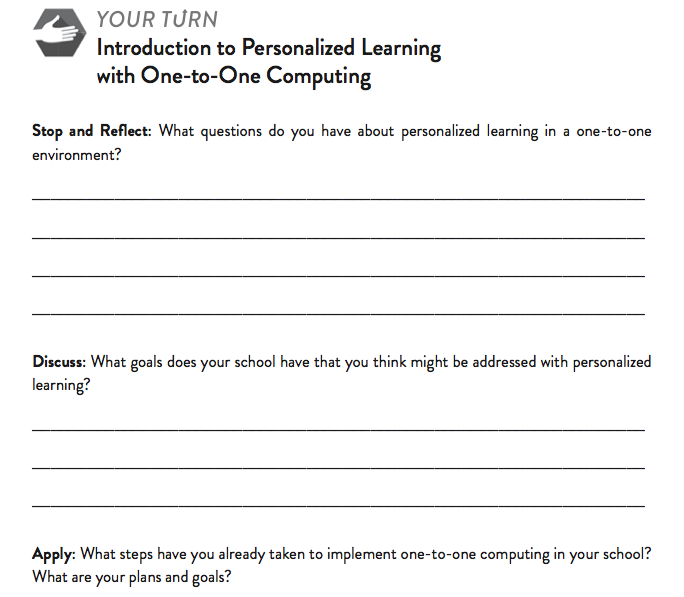 YOUR TURN
Introduction to Personalized Learning
with One-to-One Computing
Stop and Reflect: What questions do you have about personalized learning in a one-to-one
environment?
Discuss: What goals does your school have that you think might be addressed with personalized
learning?
Apply: What steps have you already taken to implement one-to-one computing in your school?
What are your plans and goals?